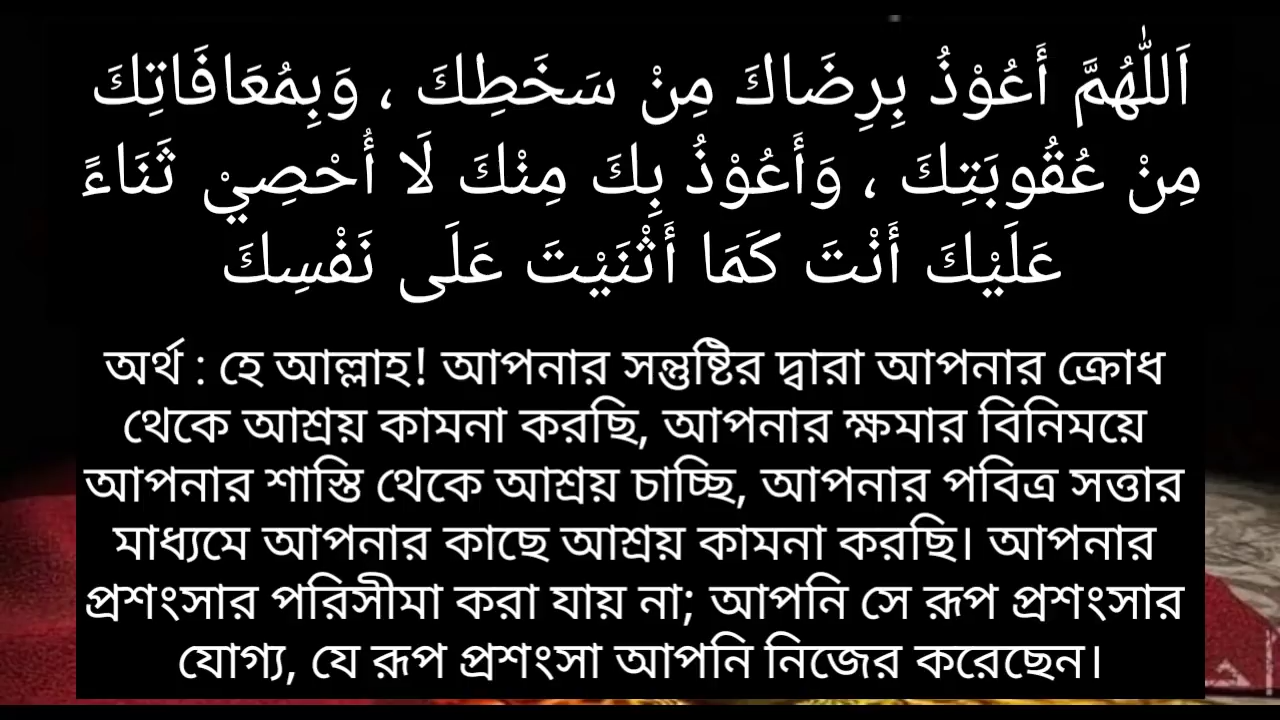 اَللّٰهُمَّ أَعُوْذُ بِرِضَاكَ مِنْ سَخَطِكَ ، وَبِمُعَافَاتِكَ
مِنْ عُقُوبَتِكَ ، وَأَعُوْذُ بِكَ مِنْكَ لَا أُحْصِيْ ثَنَاءً
عَلَيْكَ أَنْتَ كَمَا أَثْنَيْتَ عَلَى نَفْسِكَ
অর্থ : হে আল্লাহ! আপনার সন্তুষ্টির দ্বারা আপনার ক্রোধ
থেকে আশ্রয় কামনা করছি, আপনার ক্ষমার বিনিময়ে
আপনার শাস্তি থেকে আশ্রয় চাচ্ছি, আপনার পবিত্র সত্তার
মাধ্যমে আপনার কাছে আশ্রয় কামনা করছি। আপনার
প্রশংসার পরিসীমা করা যায় না; আপনি সে রূপ প্রশংসার
যোগ্য, যে রূপ প্রশংসা আপনি নিজের করেছেন।